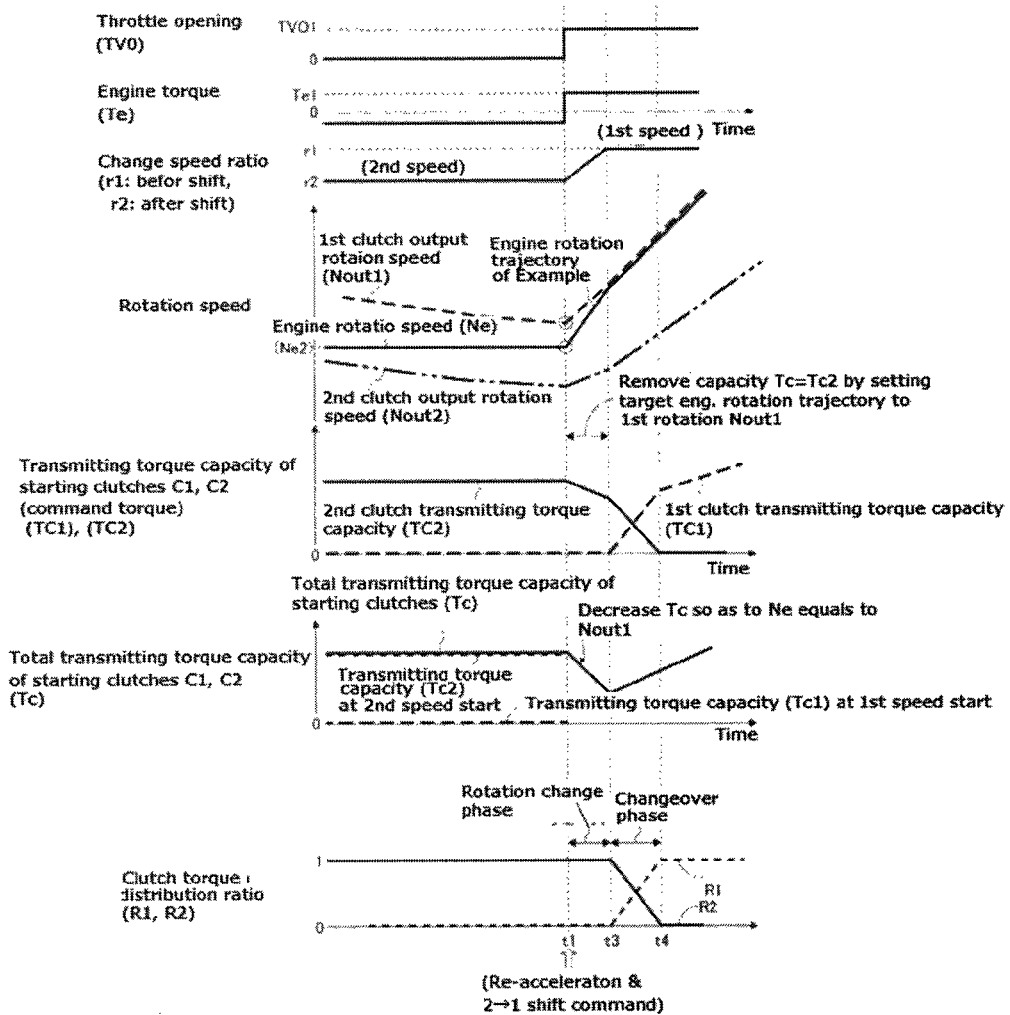 Throttle opening
(TV0)
TVO1
0
Engine torque
(Te)
Te1
0
Time
(1st speed )
Change speed ratio
(r1: befor shift,
r2: after shift)
r1
(2nd speed)
r2
1st clutch output
rotaion speed
(Nout1)
Engine rotation
trajectory
of Example
Rotation speed
Engine rotatio speed (Ne)
(Ne2)
2nd clutch output rotation
speed (Nout2)
Remove capacity Tc=Tc2 by setting
target eng. rotation trajectory to
1st rotation Nout1
Transmitting torque capacity of
starting clutches C1, C2
(command torque)
(TC1), (TC2)
2nd clutch transmitting torque
capacity (TC2)
1st clutch transmitting torque capacity
(TC1)
0
Time
Total transmitting torque capacity of
starting clutches (Tc)
Decrease Tc so as to Ne equals to
Nout1
Total transmitting torque capacity
of starting clutches C1, C2
(Tc)
Transmitting torque
capacity (Tc2)
at 2nd speed start
Transmitting torque capacity (Tc1) at 1st speed start
0
Time
Rotation change
phase
Changeover
phase
1
Clutch torque
distribution ratio
(R1, R2)
R1
R2
0
t1
t3
t4
(Re-acceleraton &
2→1 shift command)